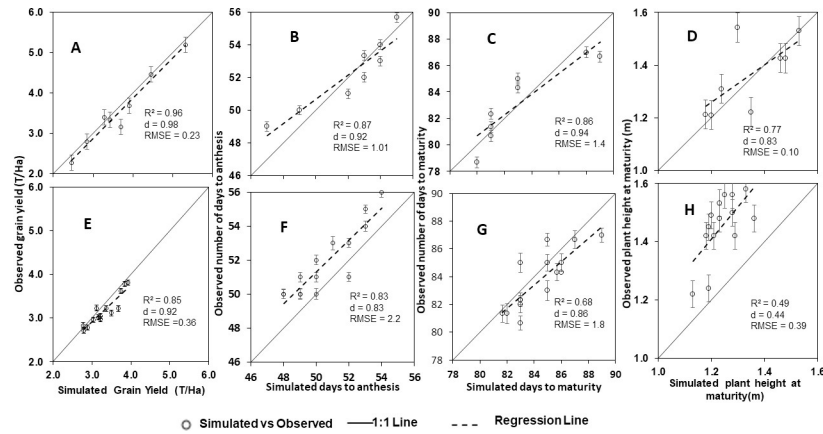 Observed grain yield (T/Ha)
6.0
5.0
4.0
3.0
2.0
A
R² = 0.96
d = 0.98
RMSE = 0.23
Observed number of days to anthesis
56
54
52
50
48
46
B
R² = 0.87
d = 0.92
RMSE = 1.01
Observed number of days to maturity
90
88
86
84
82
80
78
C
R² = 0.86
d = 0.94
RMSE = 1.4
Observed plant height at maturity (m)
1.6
1.4
1.2
1.0
D
R² = 0.77
d = 0.83
RMSE = 0.10
6.0
5.0
4.0
3.0
2.0
E
R² = 0.85
d = 0.92
RMSE =0.36
2.0 3.0 4.0 5.0 6.0
Simulated Grain Yield (T/Ha)
56
54
52
50
48
46
F
R² = 0.83
d = 0.83
RMSE = 2.2
46 48 50 52 54 56
Simulated days to anthesis
90
88
86
84
82
80
78
G
R² = 0.68
d = 0.86
RMSE = 1.8
78 80 82 84 86 88 90
Simulated days to maturity
1.6
1.4
1.2
1.0
H
R² = 0.49
d = 0.44
RMSE = 0.39
1.0 1.2 1.4 1.6
Simulated plant height at
maturity(m)
Simulated vs Observed 1:1 Line Regression Line